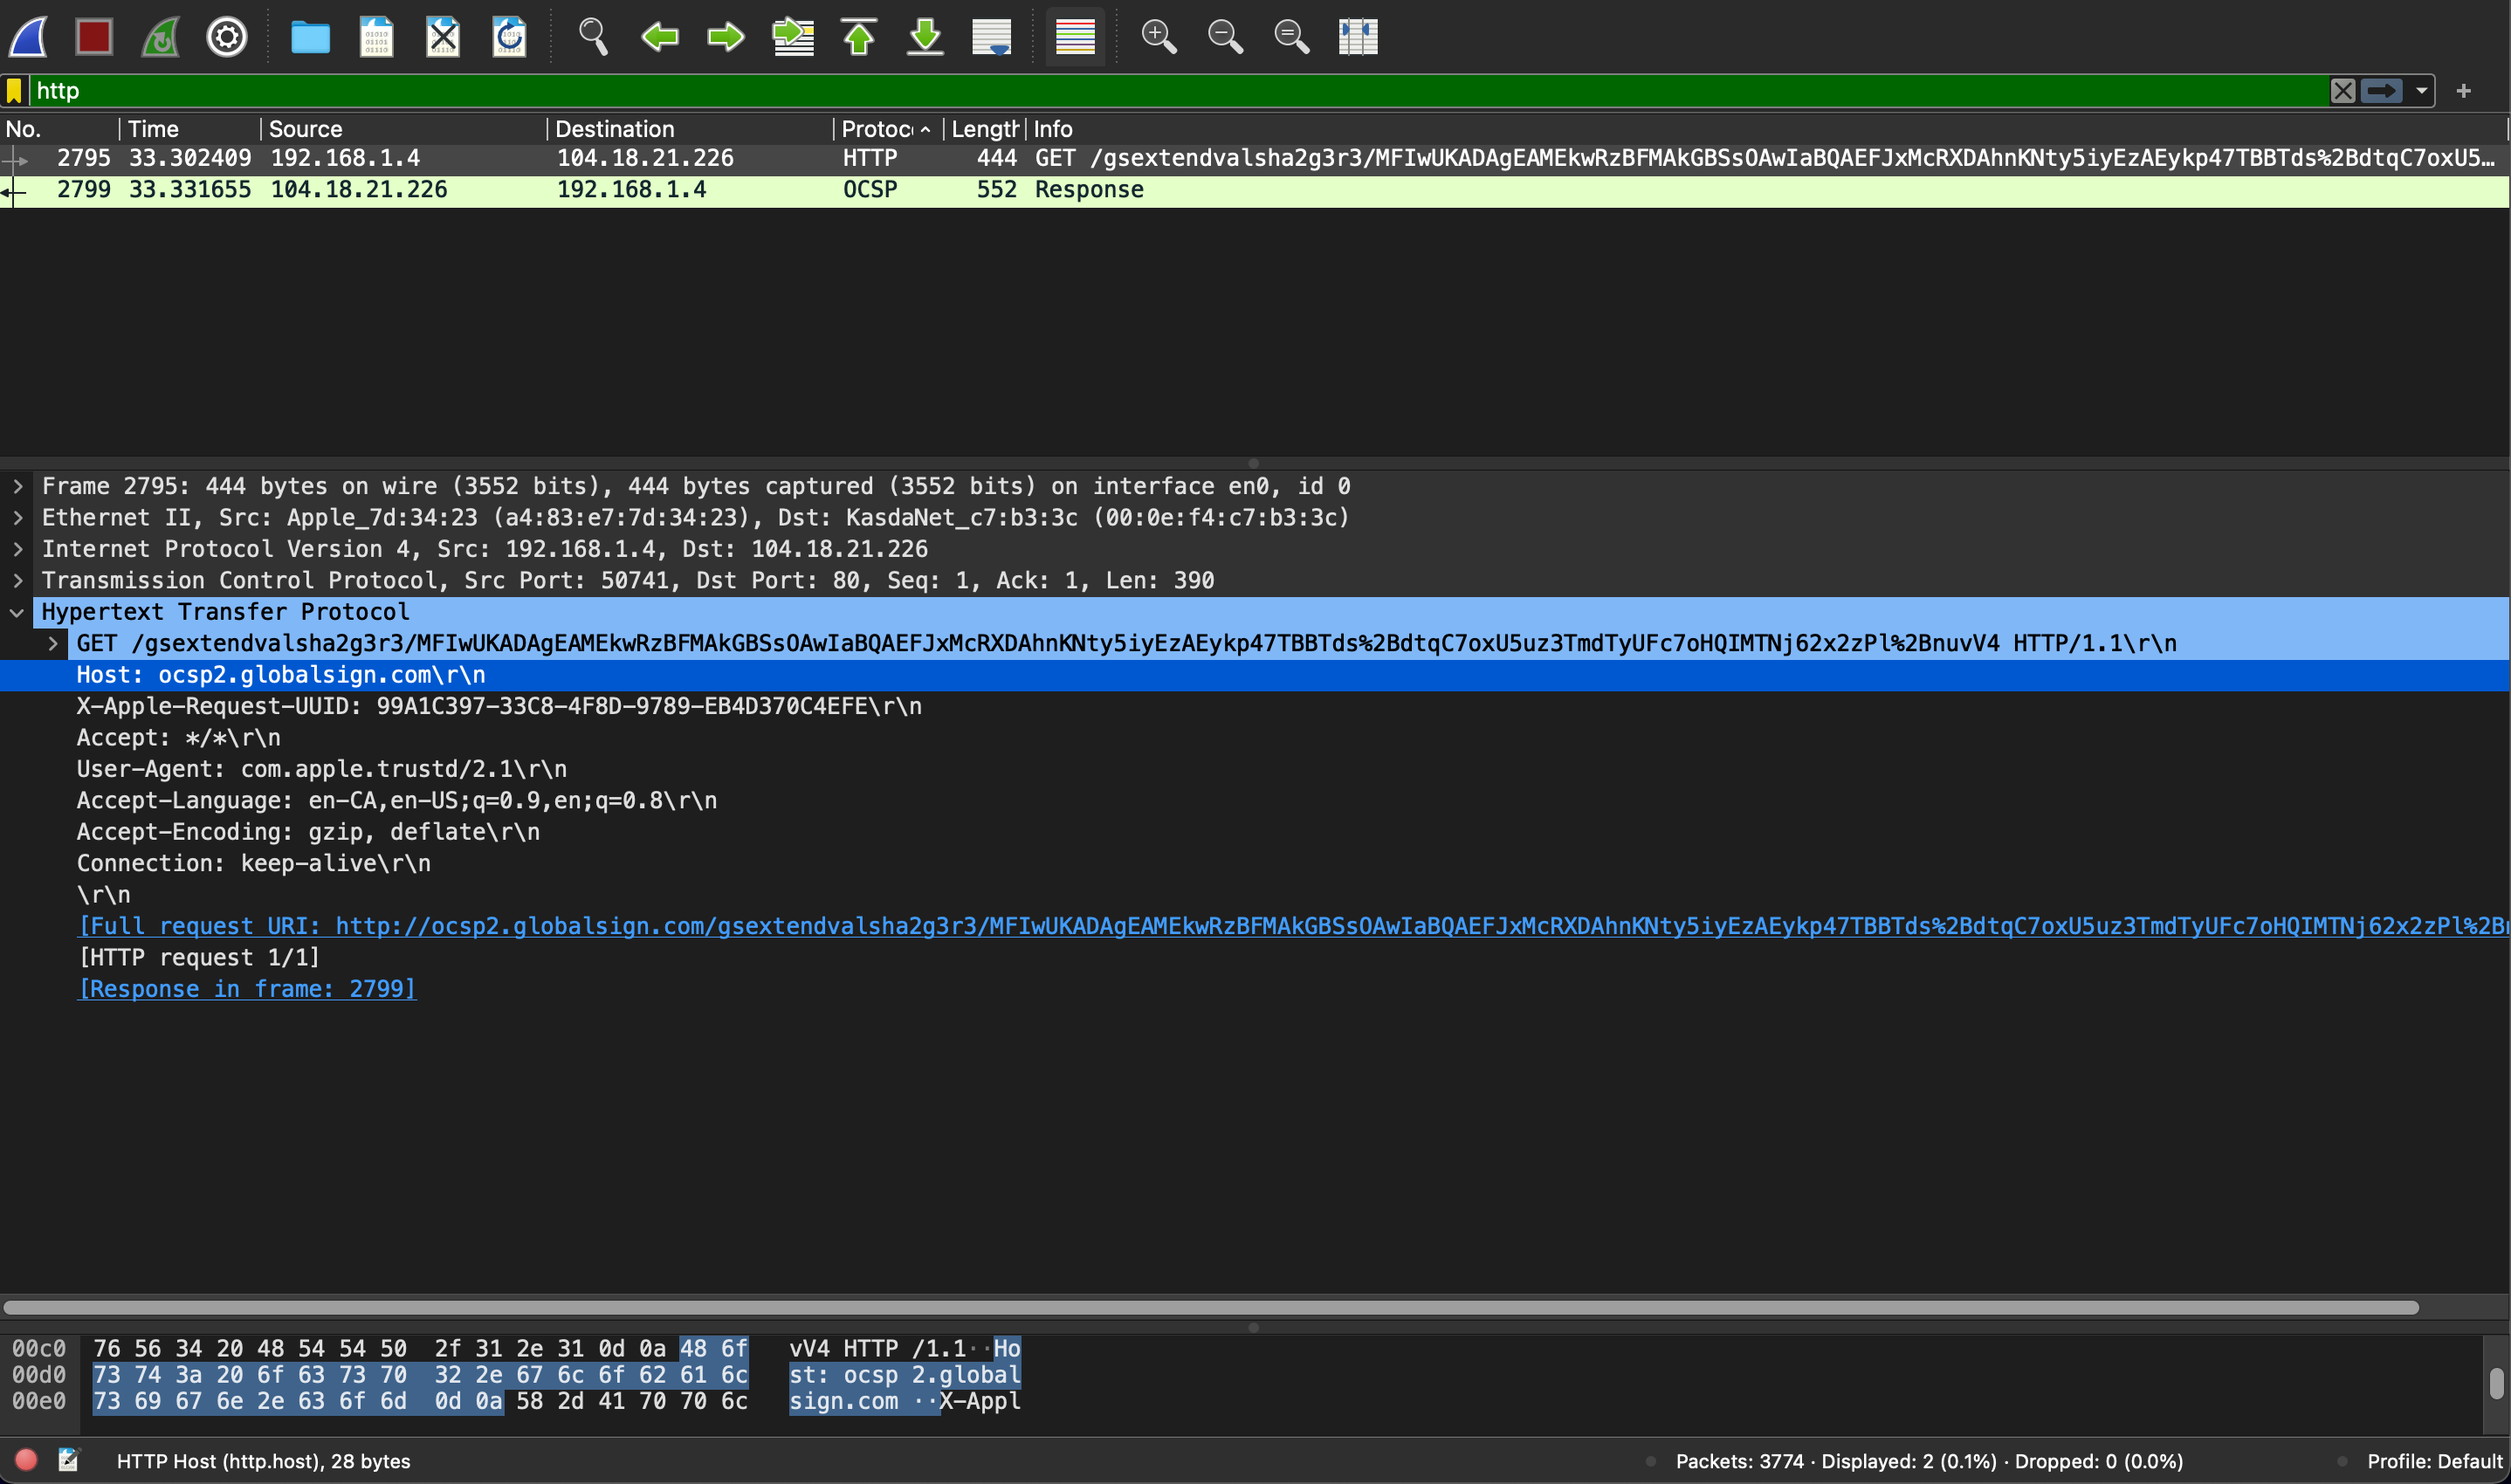 http
No. Time Source Destination Protoc Length Info
2795 33.302409 192.168.1.4 104.18.21.226 HTTP 444 GET /gsextendvalsha2g3r3/MFIwUKADAgEAMEkwRzBFMAkGBSsOAwIaBQAEFJxMcRXDAhnKNty5iyEzAEykp47TBBTds%2BdtqC7oxU5…
2799 33.331655 104.18.21.226 192.168.1.4 OCSP 552 Response
Frame 2795: 444 bytes on wire (3552 bits), 444 bytes captured (3552 bits) on interface en0, id 0
Ethernet II, Src: Apple_7d:34:23 (a4:83:e7:7d:34:23), Dst: KasdaNet_c7:b3:3c (00:0e:f4:c7:b3:3c)
Internet Protocol Version 4, Src: 192.168.1.4, Dst: 104.18.21.226
Transmission Control Protocol, Src Port: 50741, Dst Port: 80, Seq: 1, Ack: 1, Len: 390
Hypertext Transfer Protocol
GET /gsextendvalsha2g3r3/MFIwUKADAgEAMEkwRzBFMAkGBSsOAwIaBQAEFJxMcRXDAhnKNty5iyEzAEykp47TBBTds%2BdtqC7oxU5uz3TmdTyUFc7oHQIMTNj62x2zPl%2BnuvV4 HTTP/1.1\r\n
Host: ocsp2.globalsign.com\r\n
X-Apple-Request-UUID: 99A1C397-33C8-4F8D-9789-EB4D370C4EFE\r\n
Accept: */*\r\n
User-Agent: com.apple.trustd/2.1\r\n
Accept-Language: en-CA,en-US;q=0.9,en;q=0.8\r\n
Accept-Encoding: gzip, deflate\r\n
Connection: keep-alive\r\n
\r\n
[Full request URI: http://ocsp2.globalsign.com/gsextendvalsha2g3r3/MFIwUKADAgEAMEkwRzBFMAkGBSsOAwIaBQAEFJxMcRXDAhnKNty5iyEzAEykp47TBBTds%2BdtqC7oxU5uz3TmdTyUFc7oHQIMTNj62x2zPl%2B
[HTTP request 1/1]
[Response in frame: 2799]
00c0 76 56 34 20 48 54 54 50 2f 31 2e 31 0d 0a 48 6f vV4 HTTP /1.1··Ho
00d0 73 74 3a 20 6f 63 73 70 32 2e 67 6c 6f 62 61 6c st: ocsp 2.global
00e0 73 69 67 6e 2e 63 6f 6d 0d 0a 58 2d 41 70 70 6c sign.com ··X-Appl
HTTP Host (http.host), 28 bytes Packets: 3774 · Displayed: 2 (0.1%) · Dropped: 0 (0.0%) Profile: Default